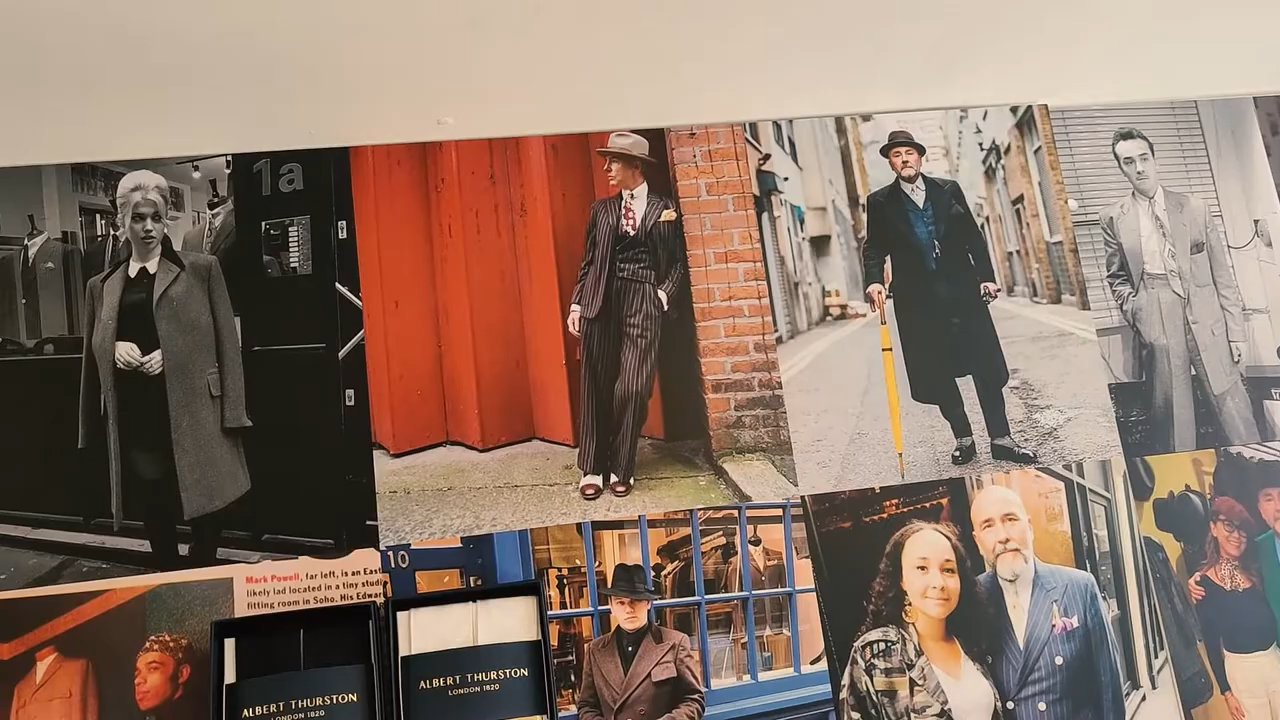 1a
10
Mark Powell, far left, is an East
likely lad located in a tiny studio
fitting room in Soho. His Edward
ALBERT THURSTON
LONDON 1820
ALBERT THURSTON
LONDON 1820